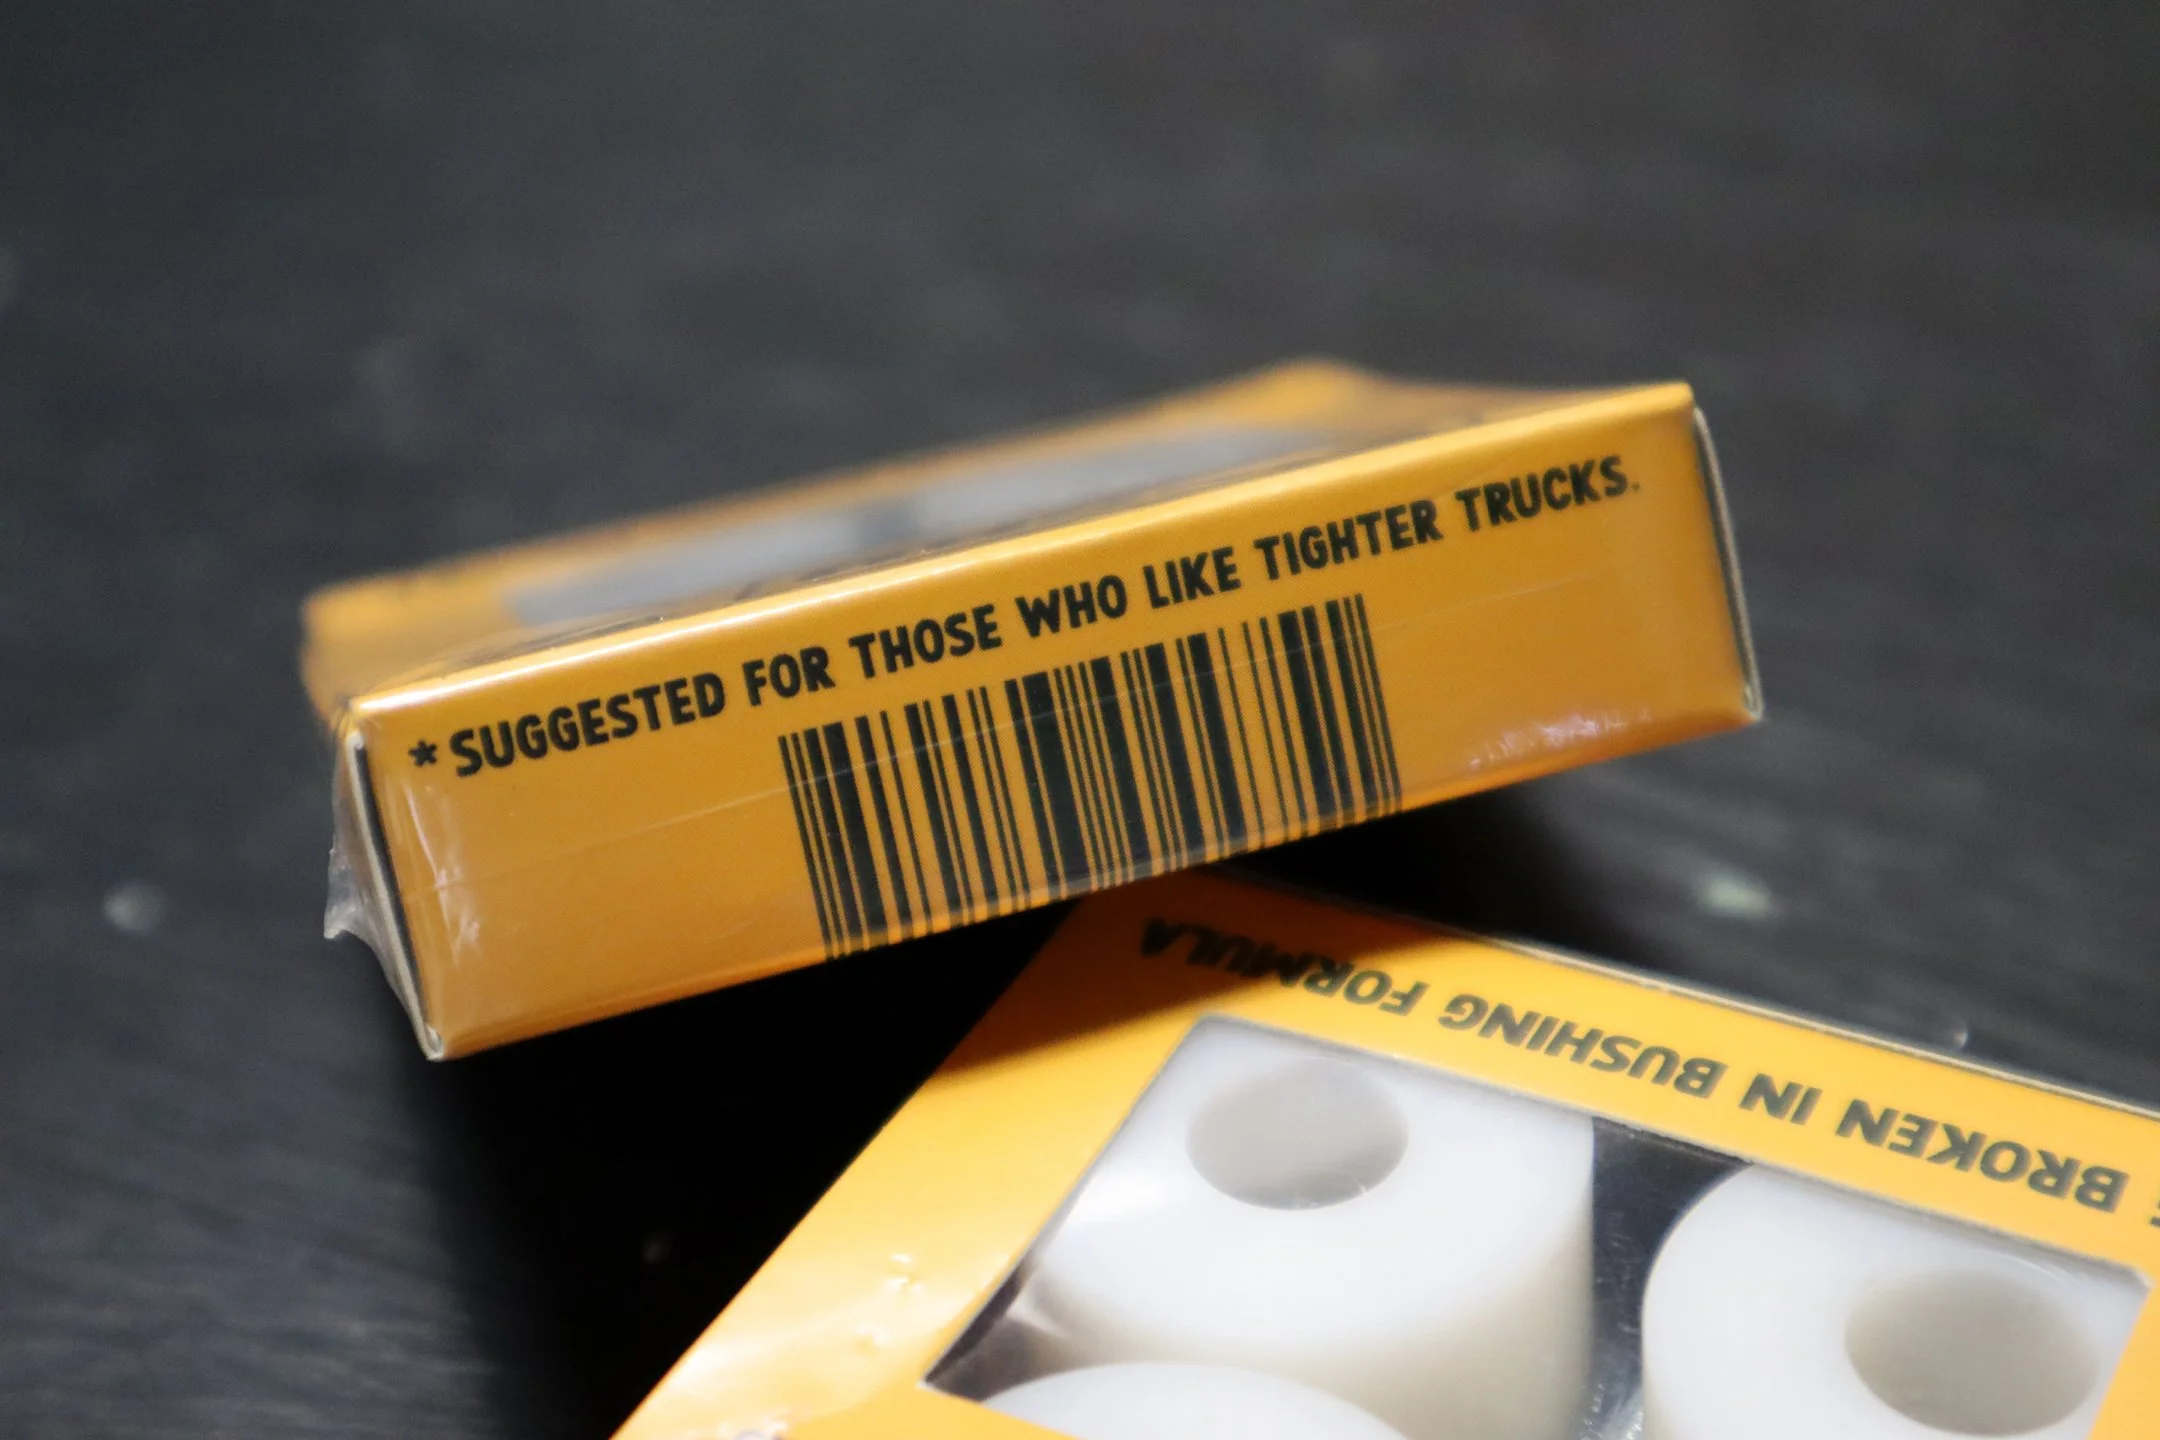 * SUGGESTED FOR THOSE WHO LIKE TIGHTER TRUCKS.
BROKEN IN BUSHING FORMULA